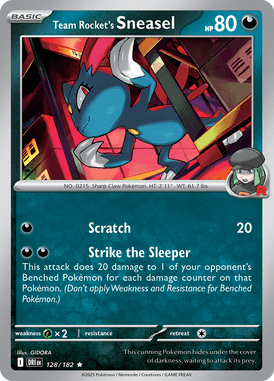 BASIC
Team Rocket's Sneasel HP 80
R
NO. 0215 Sharp Claw Pokémon HT: 2'11" WT: 61.7 lbs.
Scratch 20
Strike the Sleeper
This attack does 20 damage to 1 of your opponent's
Benched Pokémon for each damage counter on that
Pokémon. (Don't apply Weakness and Resistance for Benched
Pokémon.)
weakness ×2 resistance retreat
Illus. GIDORA
I DRI EN 128/182 ★
This cunning Pokémon hides under the cover
of darkness, waiting to attack its prey.
©2025 Pokémon / Nintendo / Creatures / GAME FREAK